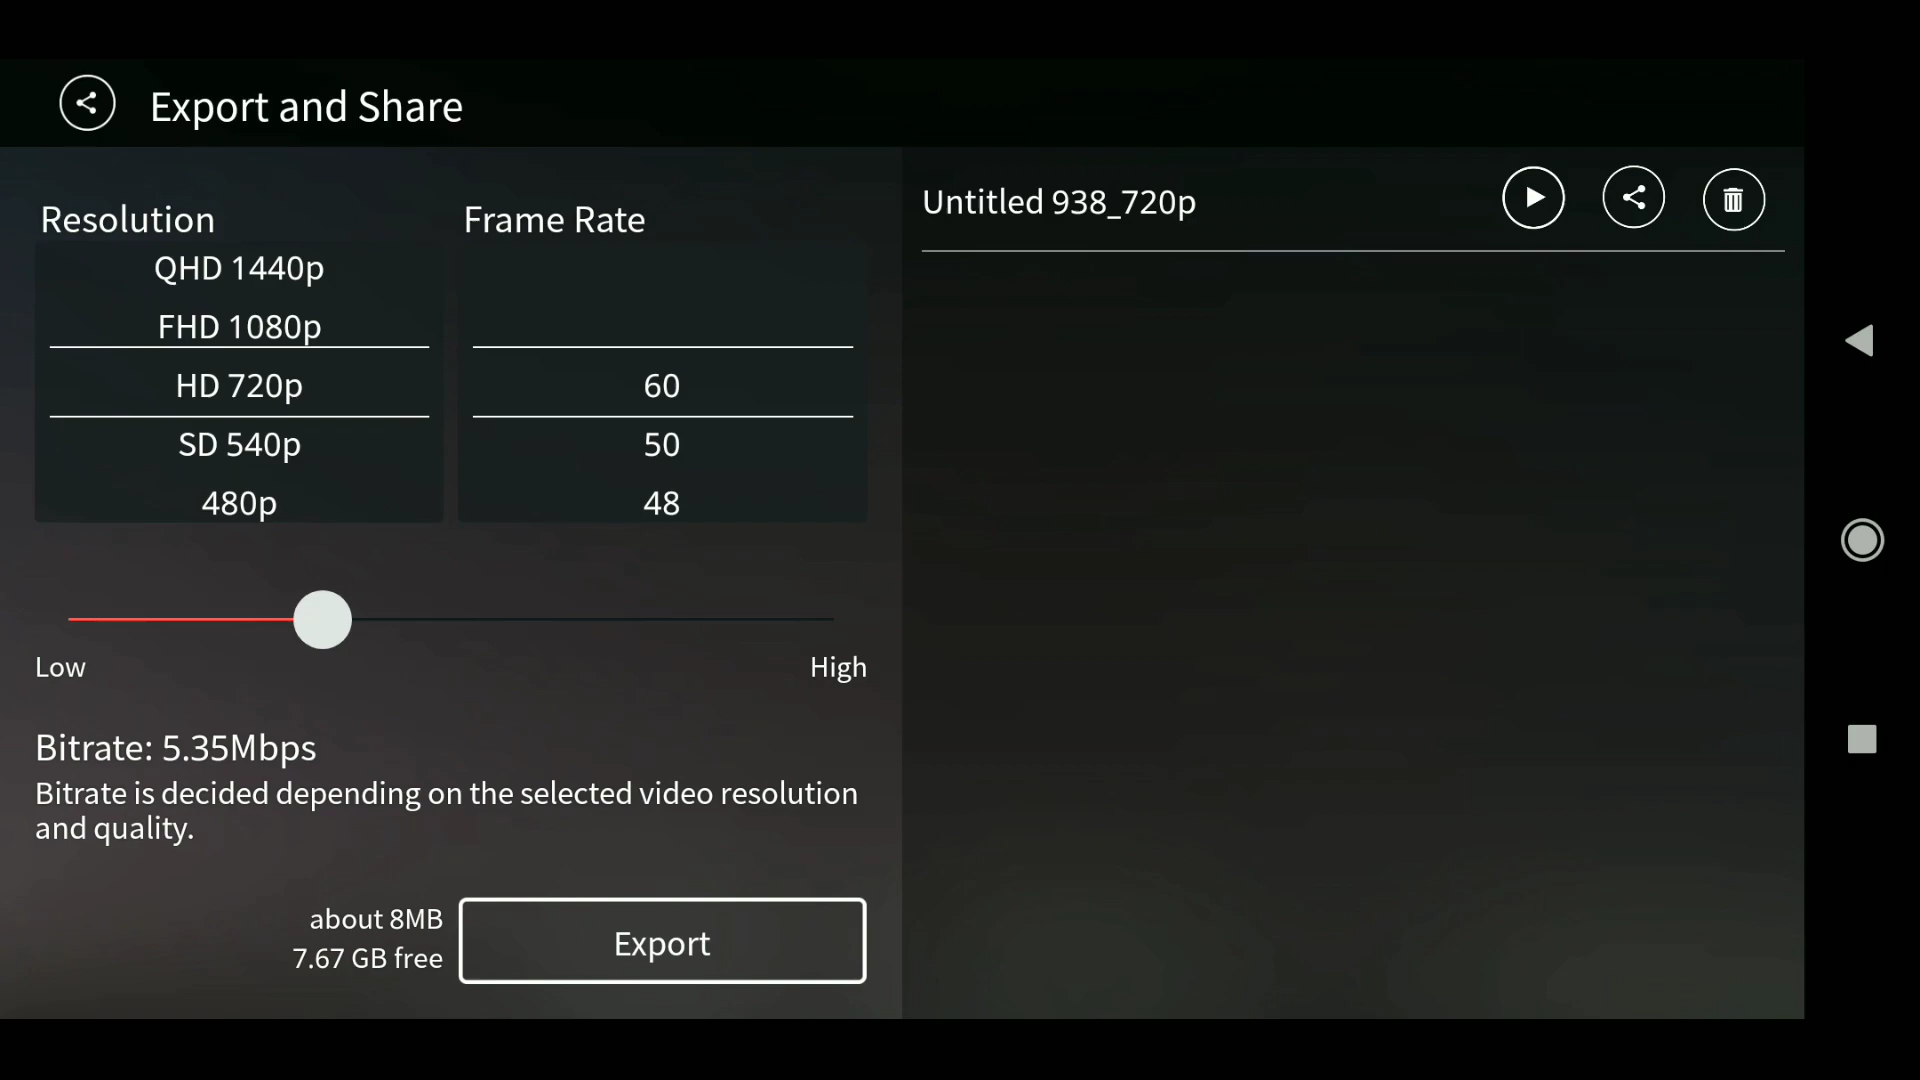 Export and Share
Resolution
Frame Rate
QHD 1440p
FHD 1080p
HD 720p
SD 540p
480p
60
50
48
Low
High
Bitrate: 5.35Mbps
Bitrate is decided depending on the selected video resolution
and quality.
about 8MB
7.67 GB free
Export
Untitled 938_720p